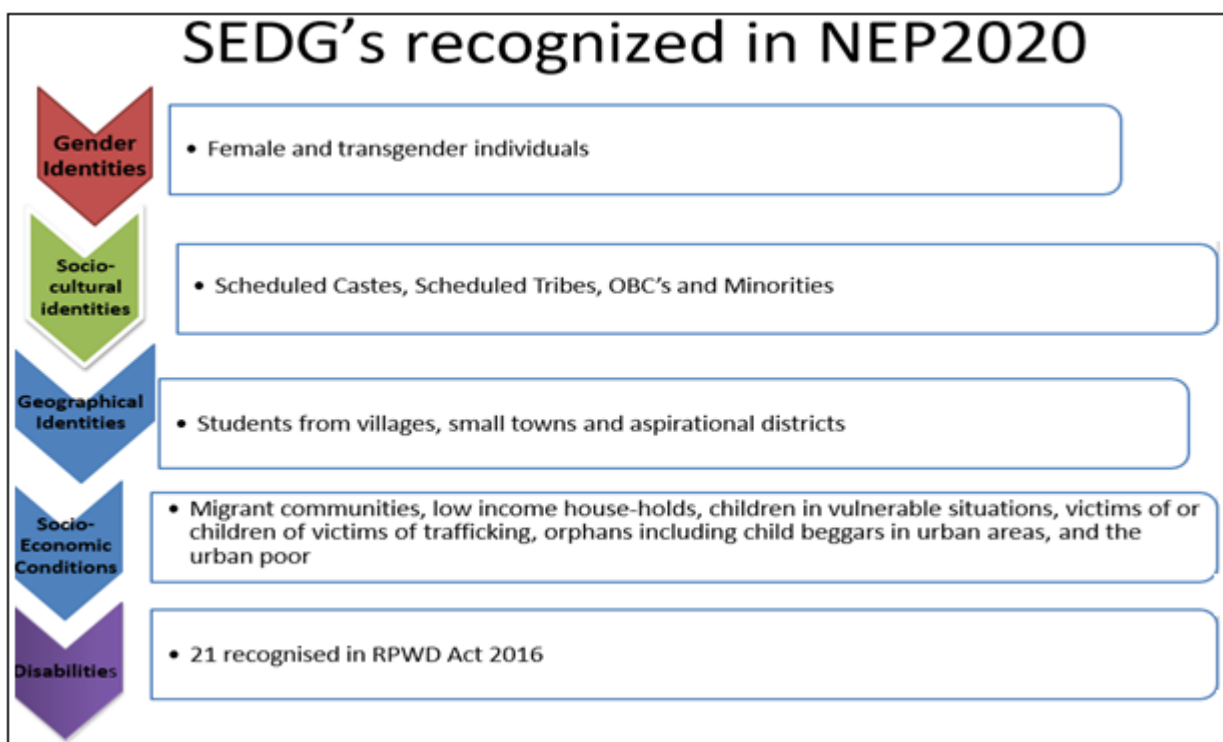 SEDG's recognized in NEP2020
Gender
Identities
• Female and transgender individuals
Socio-
cultural
identities
• Scheduled Castes, Scheduled Tribes, OBC's and Minorities
Geographical
Identities
• Students from villages, small towns and aspirational districts
Socio-
Economic
Conditions
• Migrant communities, low income house-holds, children in vulnerable situations, victims of or
children of victims of trafficking, orphans including child beggars in urban areas, and the
urban poor
Disabilities
• 21 recognised in RPWD Act 2016